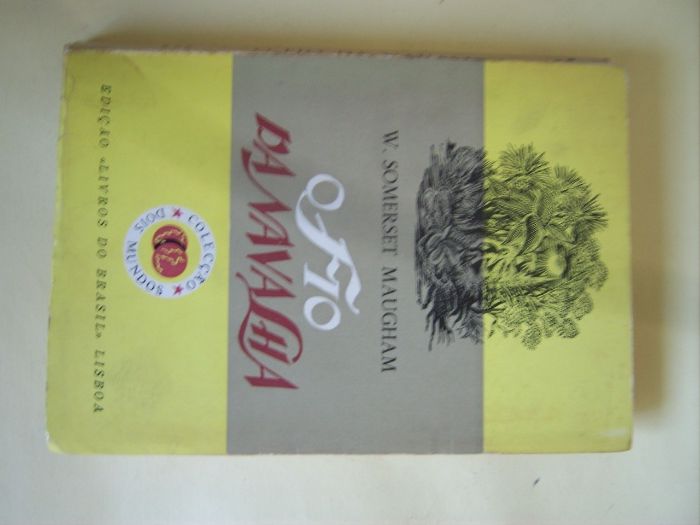 W. SOMERSET MAUGHAM
O FIO
DA NAVALHA
COLECÇÃO
DOIS MUNDOS
EDIÇÃO «LIVROS DO BRASIL» LISBOA